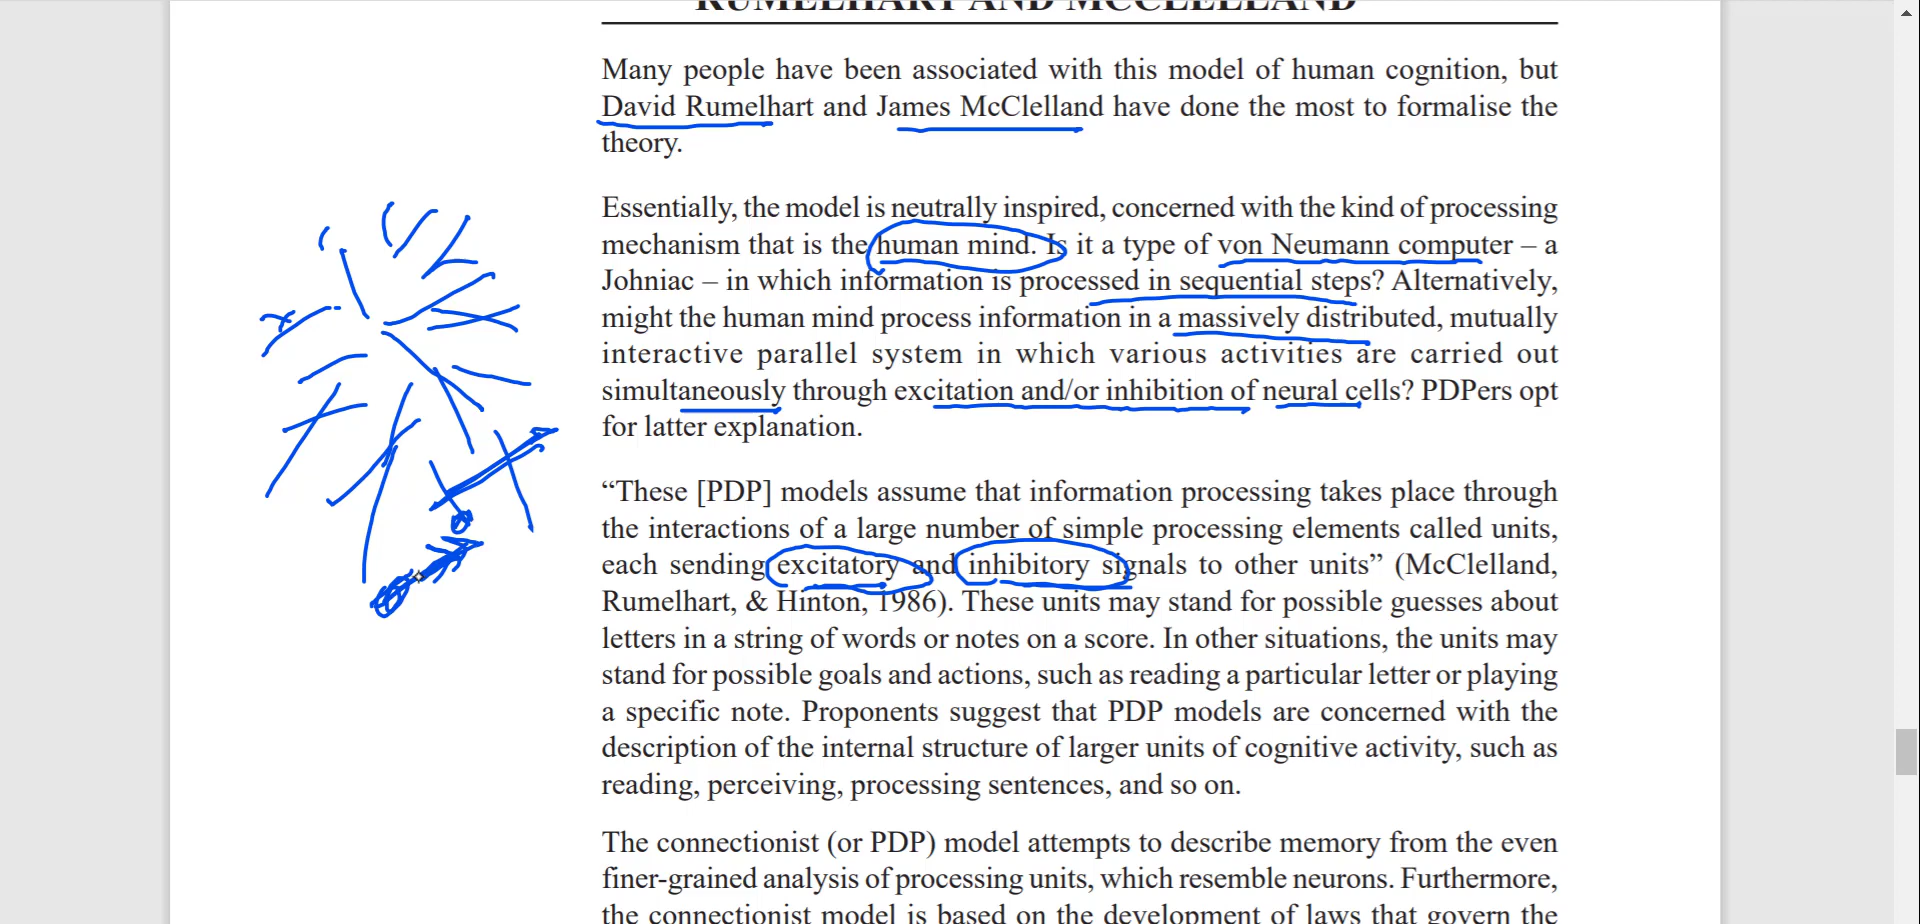 RUMELHART AND MCCLELLAND
Many people have been associated with this model of human cognition, but
David Rumelhart and James McClelland have done the most to formalise the
theory.
Essentially, the model is neutrally inspired, concerned with the kind of processing
mechanism that is the human mind. Is it a type of von Neumann computer – a
Johniac – in which information is processed in sequential steps? Alternatively,
might the human mind process information in a massively distributed, mutually
interactive parallel system in which various activities are carried out
simultaneously through excitation and/or inhibition of neural cells? PDPers opt
for latter explanation.
“These [PDP] models assume that information processing takes place through
the interactions of a large number of simple processing elements called units,
each sending excitatory and inhibitory signals to other units” (McClelland,
Rumelhart, & Hinton, 1986). These units may stand for possible guesses about
letters in a string of words or notes on a score. In other situations, the units may
stand for possible goals and actions, such as reading a particular letter or playing
a specific note. Proponents suggest that PDP models are concerned with the
description of the internal structure of larger units of cognitive activity, such as
reading, perceiving, processing sentences, and so on.
The connectionist (or PDP) model attempts to describe memory from the even
finer-grained analysis of processing units, which resemble neurons. Furthermore,
the connectionist model is based on the development of laws that govern the